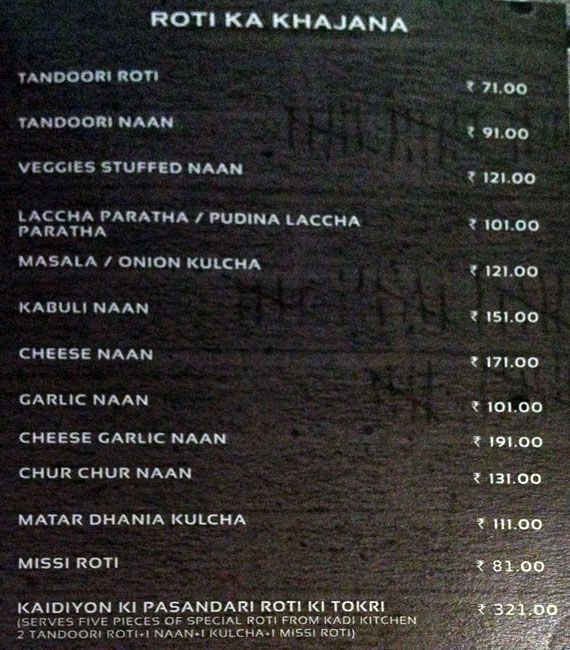 ROTI KA KHAJANA
TANDOORI ROTI ₹ 71.00
TANDOORI NAAN ₹ 91.00
VEGGIES STUFFED NAAN ₹ 121.00
LACCHA PARATHA / PUDINA LACCHA ₹ 101.00
PARATHA
MASALA / ONION KULCHA ₹ 121.00
KABULI NAAN ₹ 151.00
CHEESE NAAN ₹ 171.00
GARLIC NAAN ₹ 101.00
CHEESE GARLIC NAAN ₹ 191.00
CHUR CHUR NAAN ₹ 131.00
MATAR DHANIA KULCHA ₹ 111.00
MISSI ROTI ₹ 81.00
KAIDIYON KI PASANDARI ROTI KI TOKRI ₹ 321.00
(SERVES FIVE PIECES OF SPECIAL ROTI FROM KADI KITCHEN
2 TANDOORI ROTI+1 NAAN+1 KULCHA+1 MISSI ROTI)